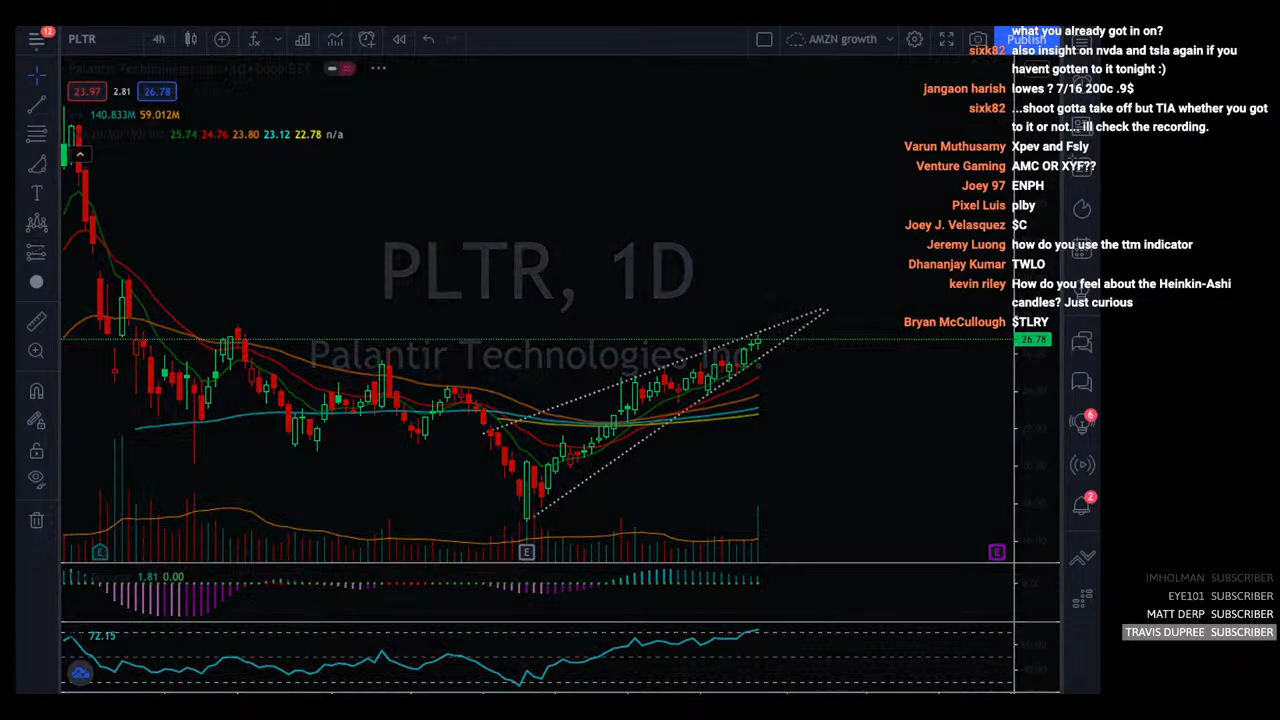 12
PLTR
4h
AMZN growth
Publish
23.97 2.81 26.78
140.833M 59.012M
25.74 24.76 23.80 23.12 22.78 n/a
PLTR, 1D
Palantir Technologies Inc.
what you already got in on?
sixk82 also insight on nvda and tsla again if you
havent gotten to it tonight :)
jangaon harish lowes ? 7/16 200c .9$
sixk82 ...shoot gotta take off but TIA whether you got
to it or not... ill check the recording.
Varun Muthusamy Xpev and Fsly
Venture Gaming AMC OR XYF??
Joey 97 ENPH
Pixel Luis plby
Joey J. Velasquez $C
Jeremy Luong how do you use the ttm indicator
Dhananjay Kumar TWLO
kevin riley How do you feel about the Heinkin-Ashi
candles? Just curious
Bryan McCullough $TLRY
26.78
6
2
E
E
E
1.81 0.00
72.15
IMHOLMAN SUBSCRIBER
EYE101 SUBSCRIBER
MATT DERP SUBSCRIBER
TRAVIS DUPREE SUBSCRIBER